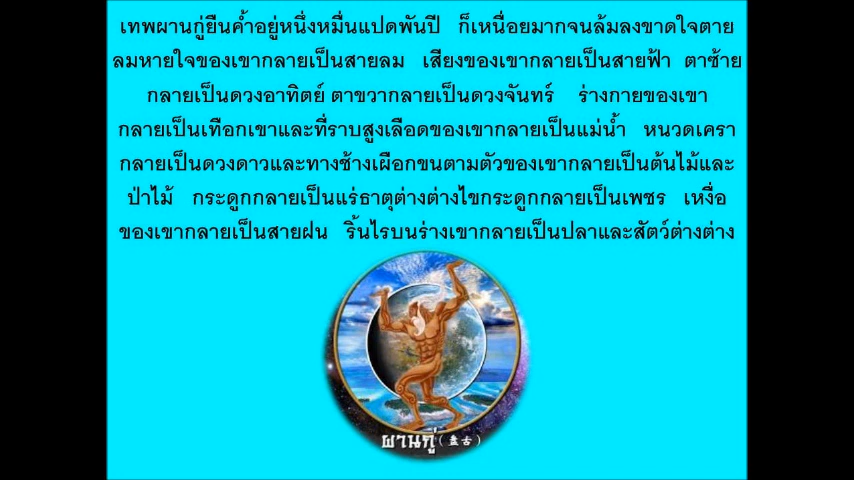 เทพผานกู่ยืนค้ำอยู่หนึ่งหมื่นแปดพันปี ก็เหนื่อยมากจนล้มลงขาดใจตาย
ลมหายใจของเขากลายเป็นสายลม เสียงของเขากลายเป็นสายฟ้า ตาซ้าย
กลายเป็นดวงอาทิตย์ ตาขวากลายเป็นดวงจันทร์ ร่างกายของเขา
กลายเป็นเทือกเขาและที่ราบสูงเลือดของเขากลายเป็นแม่น้ำ หนวดเครา
กลายเป็นดวงดาวและทางช้างเผือกขนตามตัวของเขากลายเป็นต้นไม้และ
ป่าไม้ กระดูกกลายเป็นแร่ธาตุต่างต่างไขกระดูกกลายเป็นเพชร เหงื่อ
ของเขากลายเป็นสายฝน ริ้นไรบนร่างเขากลายเป็นปลาและสัตว์ต่างต่าง
ผานกู่ (盘古)